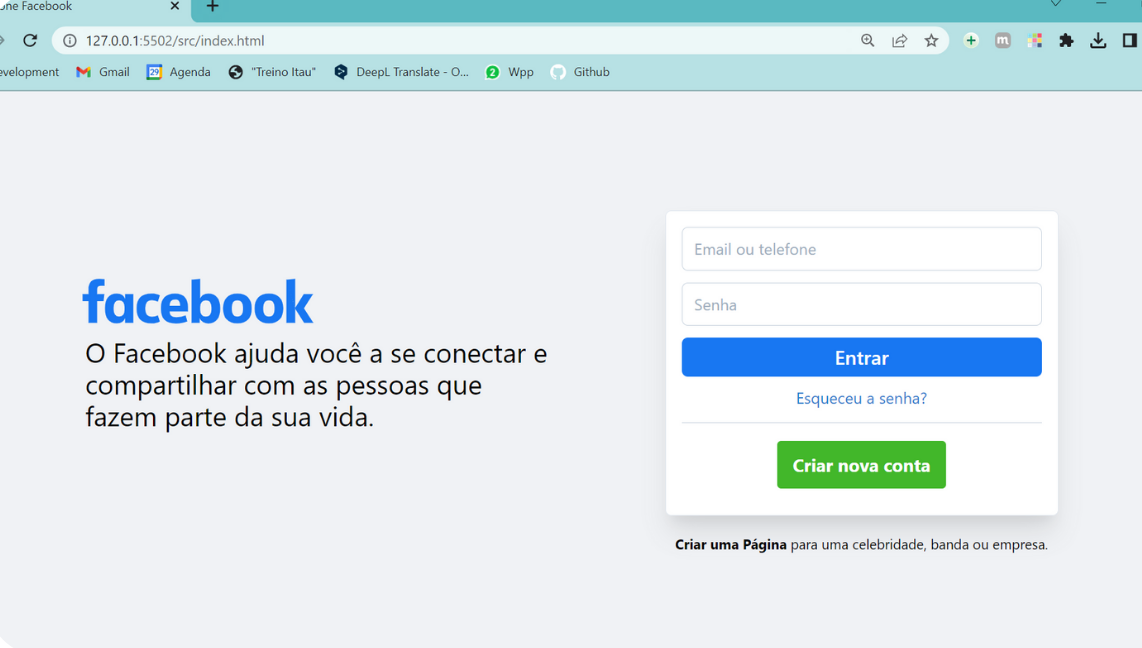 one Facebook
127.0.0.1:5502/src/index.html
m
evelopment Gmail 29 Agenda "Treino Itau" DeepL Translate - O... 2 Wpp Github
facebook
O Facebook ajuda você a se conectar e
compartilhar com as pessoas que
fazem parte da sua vida.
Email ou telefone
Senha
Entrar
Esqueceu a senha?
Criar nova conta
Criar uma Página para uma celebridade, banda ou empresa.